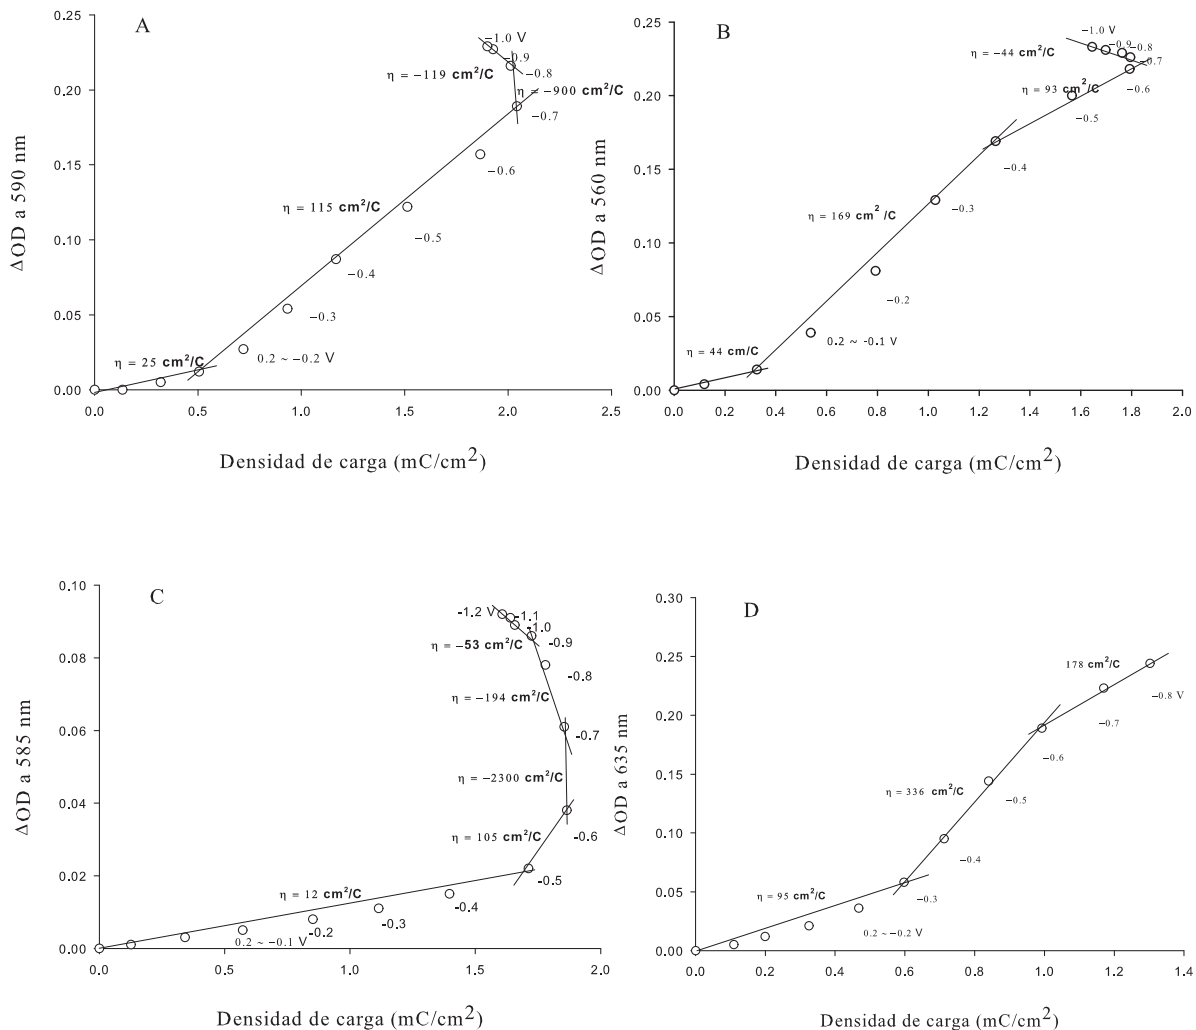 A
0.25
0.20
0.15
0.10
0.05
0.00
ΔOD a 590 nm
−1.0 V
−0.9
−0.8
η = −119 cm²/C
η = −900 cm²/C
−0.7
−0.6
η = 115 cm²/C
−0.5
−0.4
−0.3
0.2 ~ −0.2 V
η = 25 cm²/C
0.0 0.5 1.0 1.5 2.0 2.5
Densidad de carga (mC/cm²)
B
0.25
0.20
0.15
0.10
0.05
0.00
ΔOD a 560 nm
−1.0 V
−0.9
−0.8
η = −44 cm²/C
−0.7
η = 93 cm²/C
−0.6
−0.5
−0.4
η = 169 cm²/C
−0.3
−0.2
0.2 ~ -0.1 V
η = 44 cm/C
0.0 0.2 0.4 0.6 0.8 1.0 1.2 1.4 1.6 1.8 2.0
Densidad de carga (mC/cm²)
C
0.10
0.08
0.06
0.04
0.02
0.00
ΔOD a 585 nm
-1.2 V
-1.1
-1.0
-0.9
η = −53 cm²/C
-0.8
η = −194 cm²/C
-0.7
η = −2300 cm²/C
-0.6
η = 105 cm²/C
-0.5
η = 12 cm²/C
-0.4
-0.3
-0.2
0.2 ~ −0.1 V
0.0 0.5 1.0 1.5 2.0
Densidad de carga (mC/cm²)
D
0.30
0.25
0.20
0.15
0.10
0.05
0.00
ΔOD a 635 nm
178 cm²/C
−0.8 V
−0.7
−0.6
η = 336 cm²/C
−0.5
−0.4
η = 95 cm²/C
−0.3
0.2 ~ −0.2 V
0.0 0.2 0.4 0.6 0.8 1.0 1.2 1.4
Densidad de carga (mC/cm²)